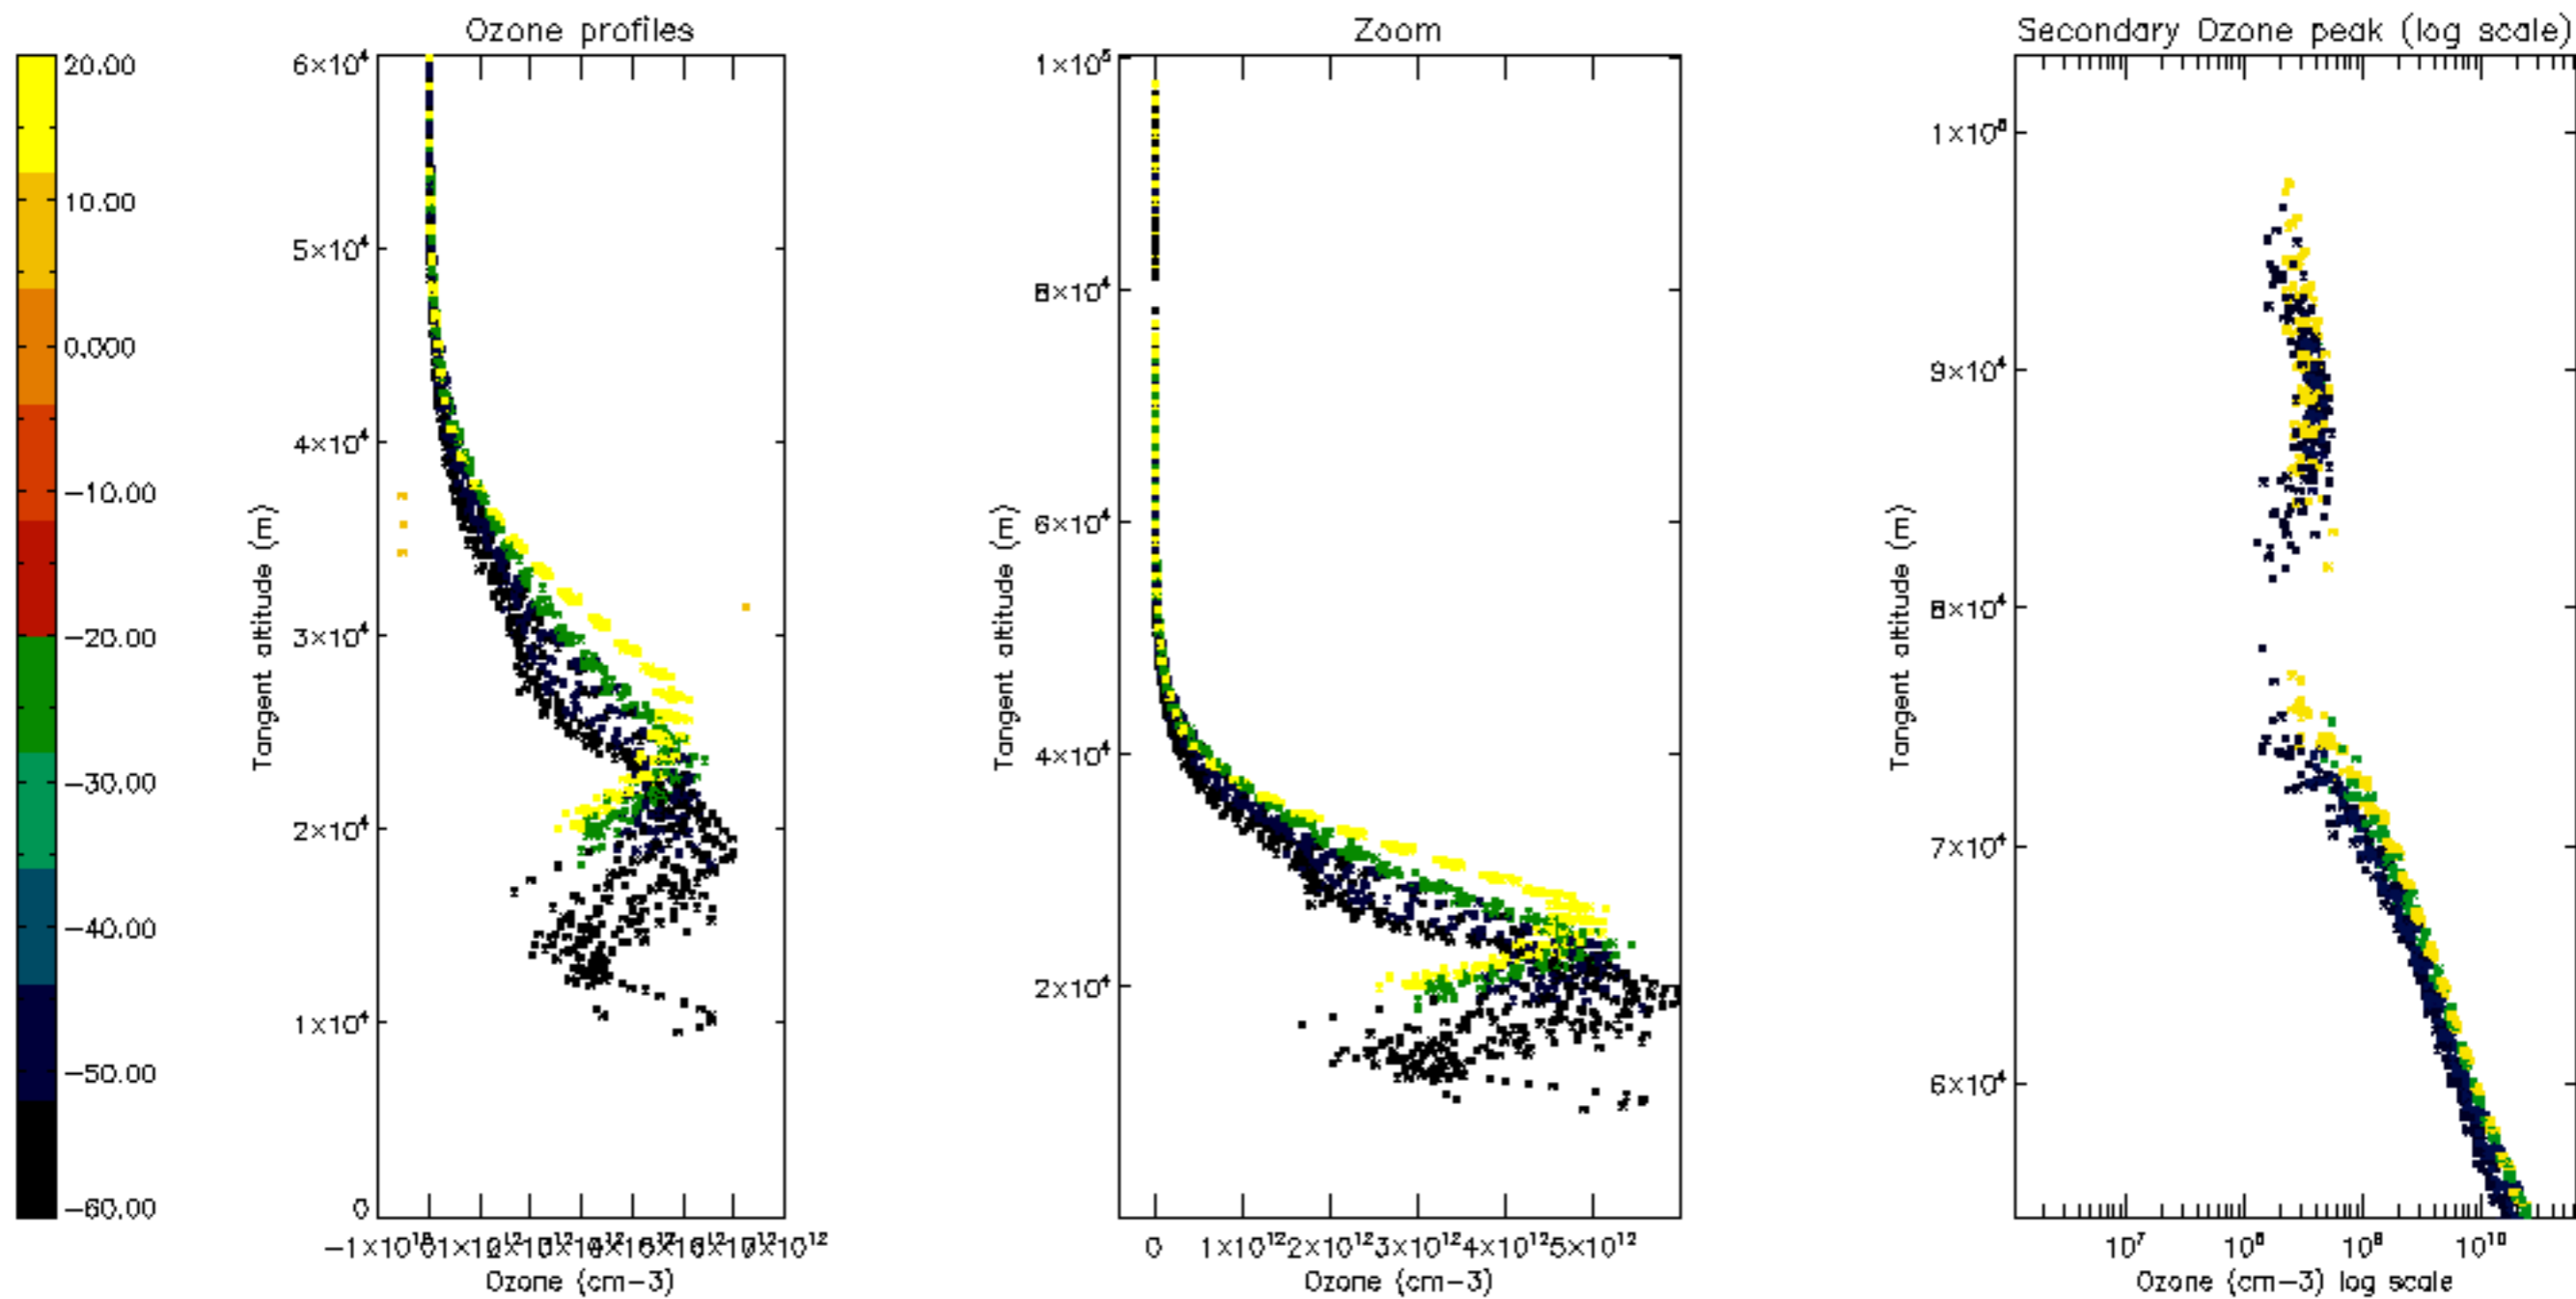 Ozone profiles
Zoom
Secondary Ozone peak (log scale)
20.00
10.00
0.000
−10.00
−20.00
−30.00
−40.00
−50.00
−60.00
6×10⁴
5×10⁴
4×10⁴
3×10⁴
2×10⁴
1×10⁴
0
Tangent altitude (m)
Ozone (cm−3)
1×10⁵
8×10⁴
6×10⁴
4×10⁴
2×10⁴
Tangent altitude (m)
0 1×10¹² 2×10¹² 3×10¹² 4×10¹² 5×10¹²
Ozone (cm−3)
9×10⁴
8×10⁴
7×10⁴
6×10⁴
Tangent altitude (m)
10⁷ 10⁸ 10⁹ 10¹⁰
Ozone (cm−3) log scale